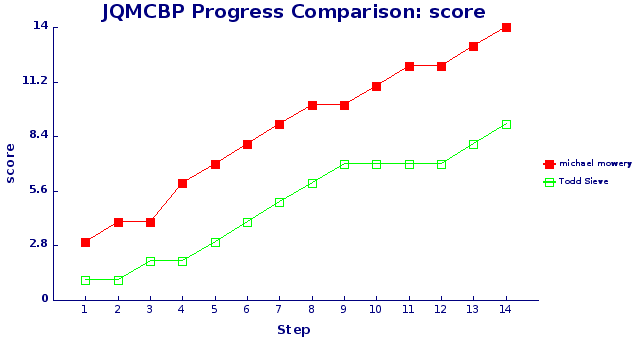 JQMCBP Progress Comparison: score
14
11.2
8.4
5.6
2.8
0
score
1 2 3 4 5 6 7 8 9 10 11 12 13 14
Step
michael mowery
Todd Sieve